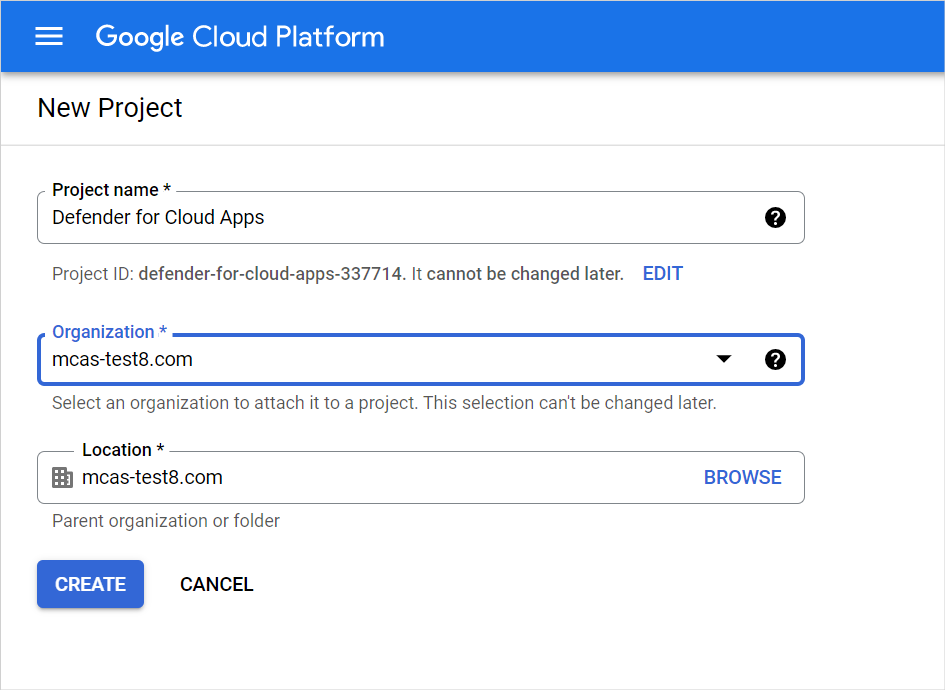 Google Cloud Platform
New Project
Project name *
Defender for Cloud Apps
Project ID: defender-for-cloud-apps-337714. It cannot be changed later. EDIT
Organization *
mcas-test8.com
Select an organization to attach it to a project. This selection can't be changed later.
Location *
mcas-test8.com BROWSE
Parent organization or folder
CREATE CANCEL